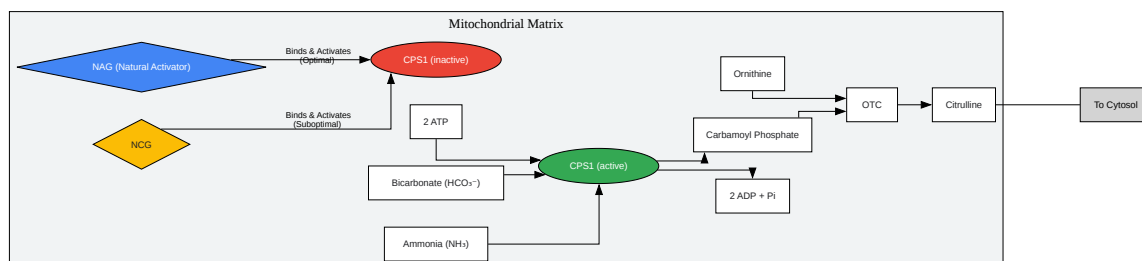 Mitochondrial Matrix
NAG (Natural Activator)
Binds & Activates
(Optimal)
CPS1 (inactive)
NCG
Binds & Activates
(Suboptimal)
2 ATP
Bicarbonate (HCO₃⁻)
Ammonia (NH₃)
CPS1 (active)
Ornithine
Carbamoyl Phosphate
2 ADP + Pi
OTC
Citrulline
To Cytosol